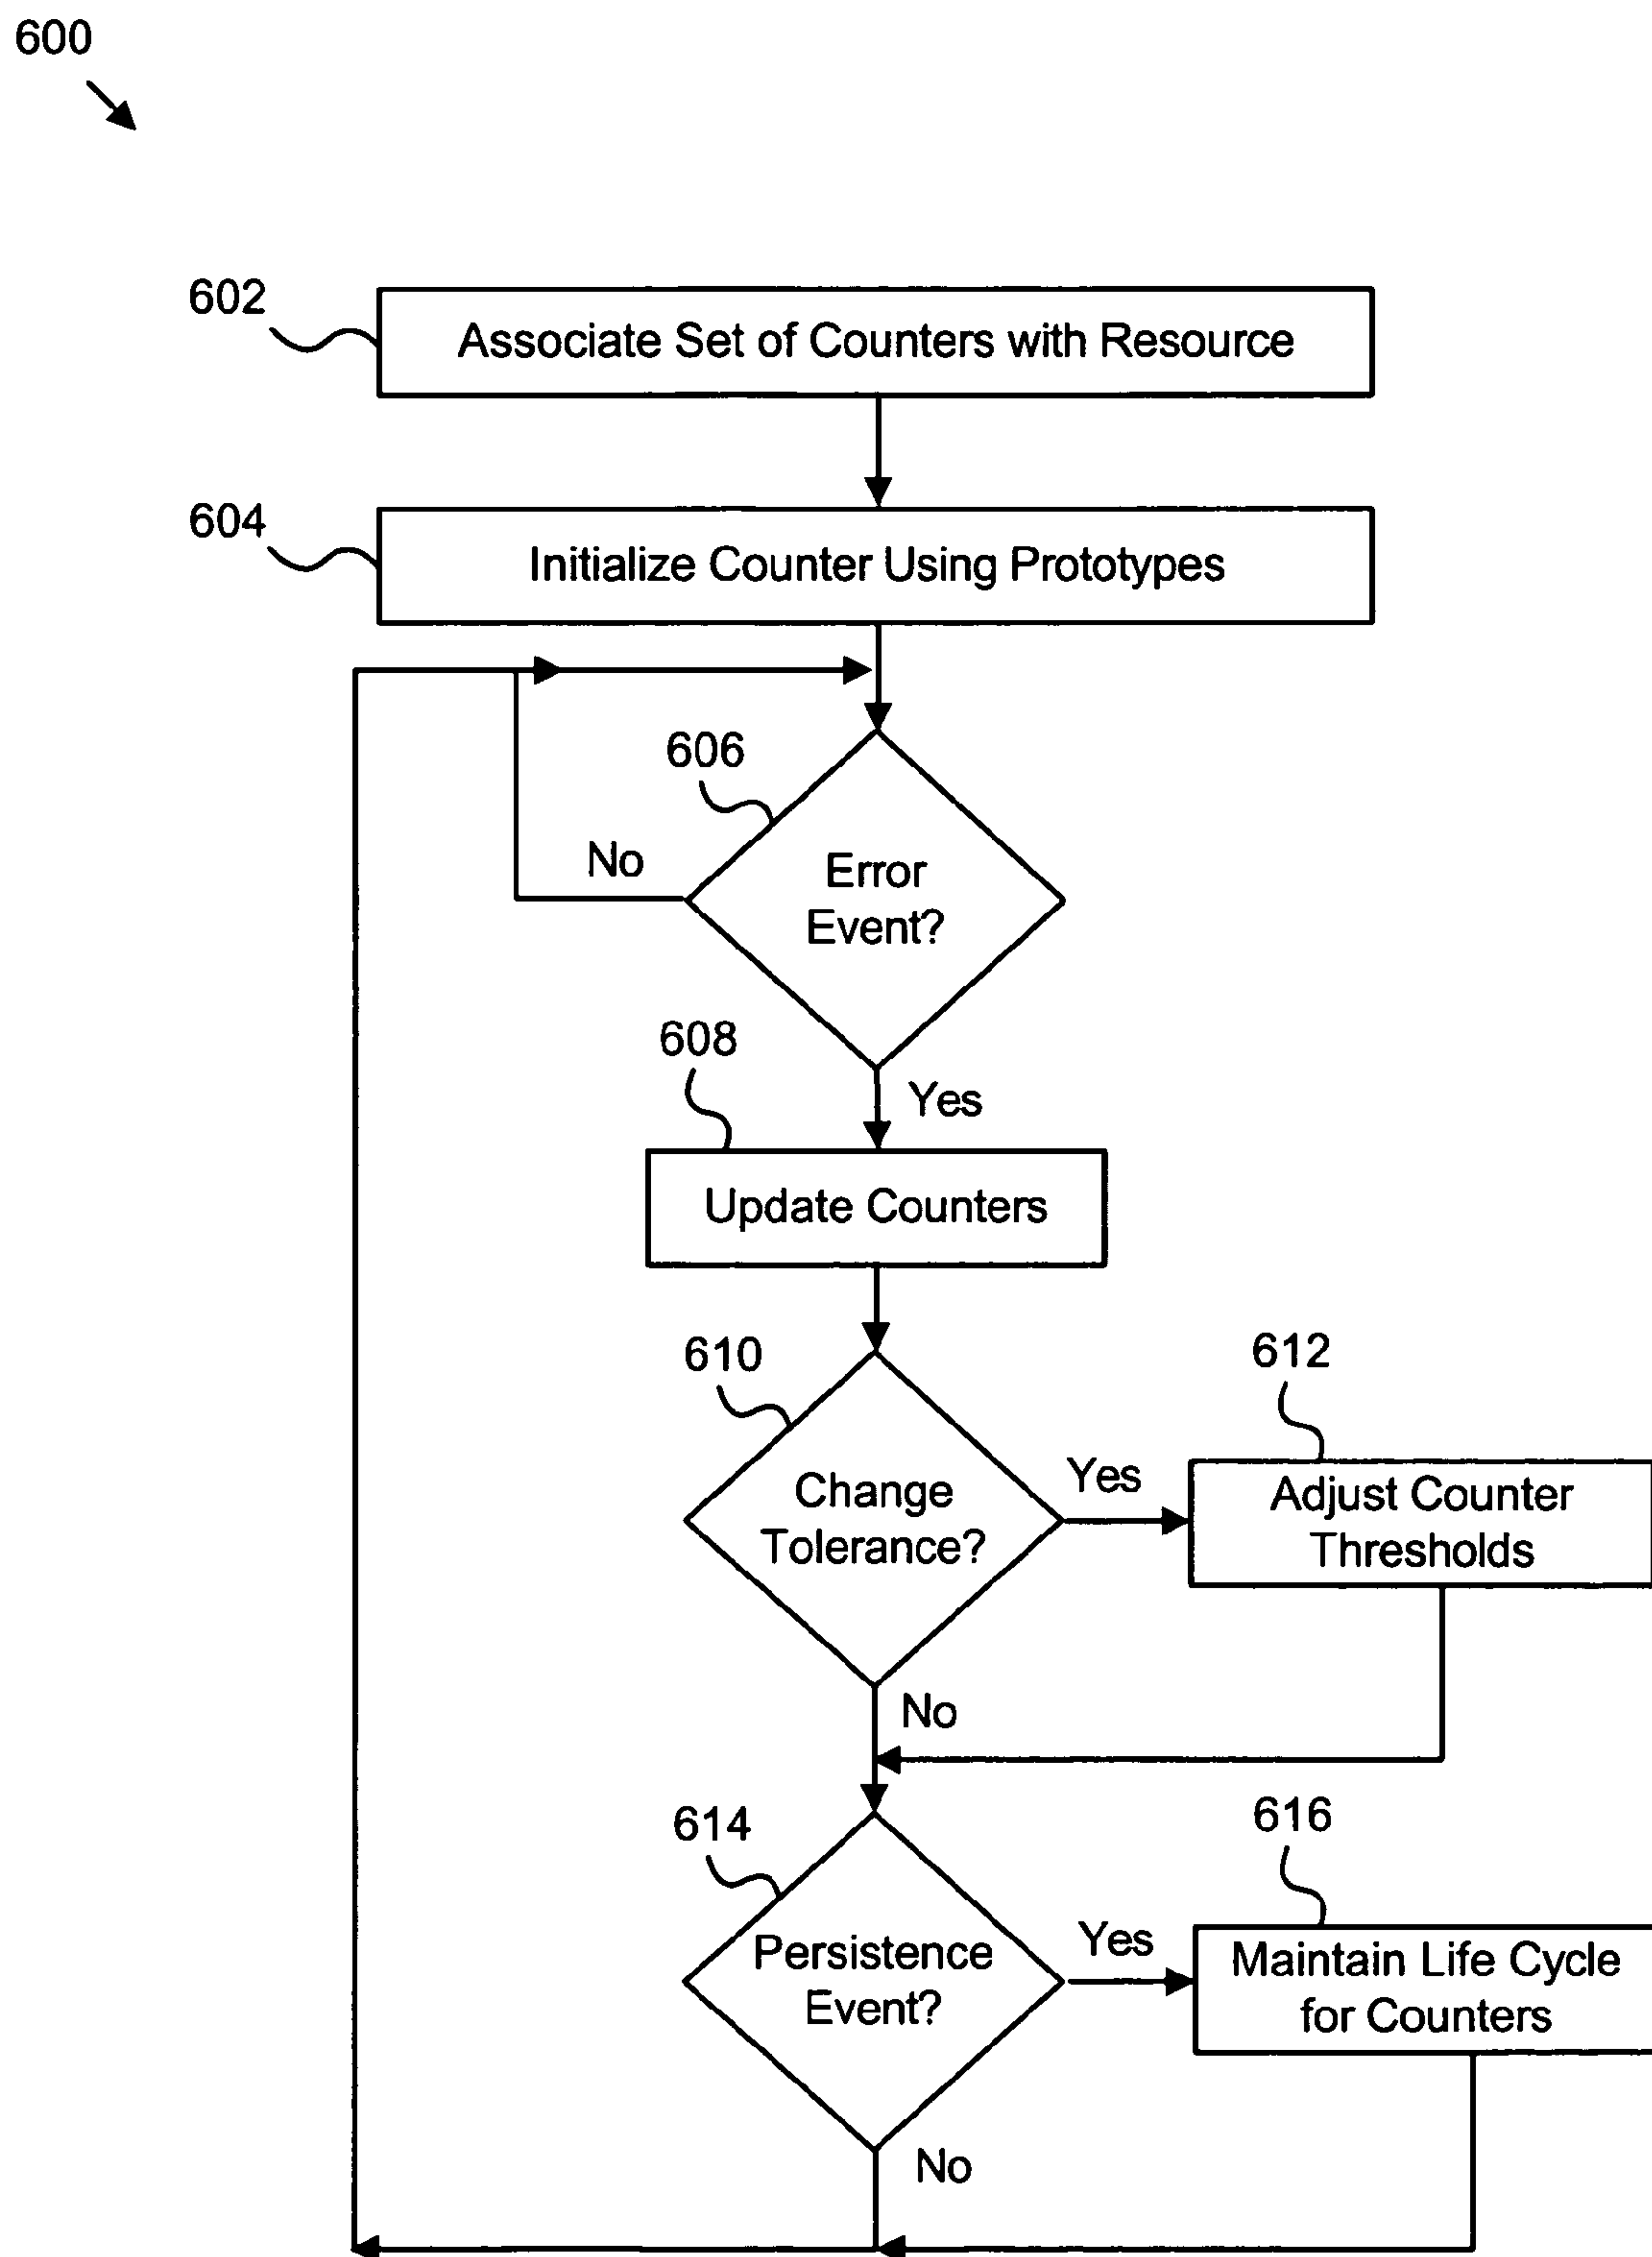 600
602
Associate Set of Counters with Resource
604
Initialize Counter Using Prototypes
606
No
Error
Event?
608
Yes
Update Counters
610
612
Change
Tolerance?
Yes
Adjust Counter
Thresholds
No
614
616
Persistence
Event?
Yes
Maintain Life Cycle
for Counters
No